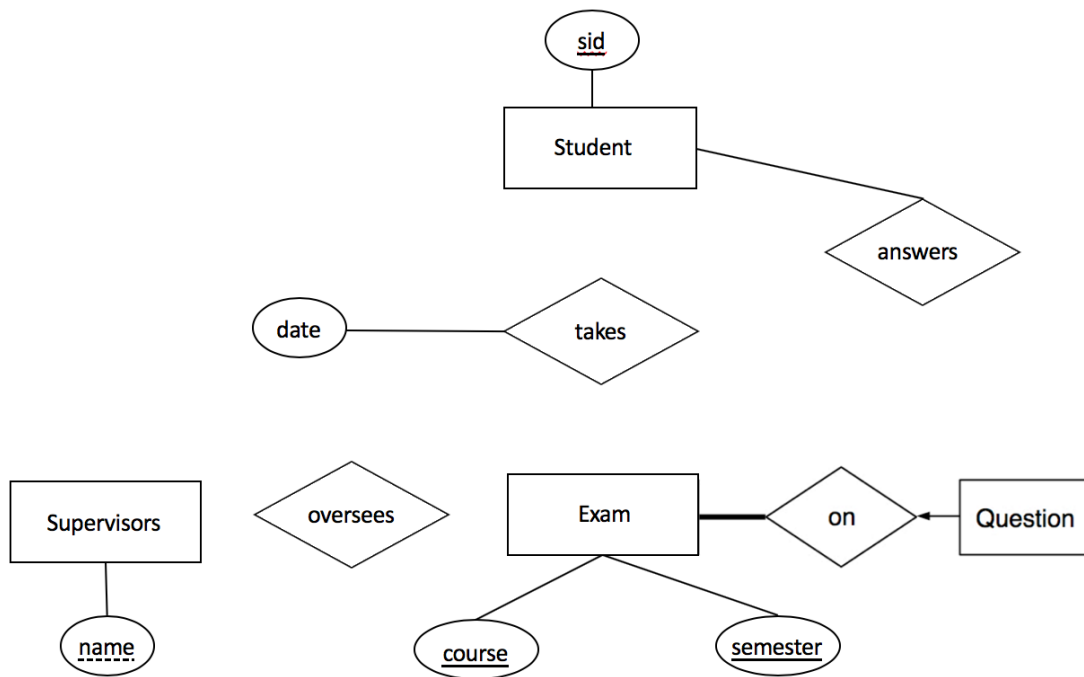 sid
Student
answers
date
takes
Supervisors
oversees
Exam
on
Question
name
course
semester